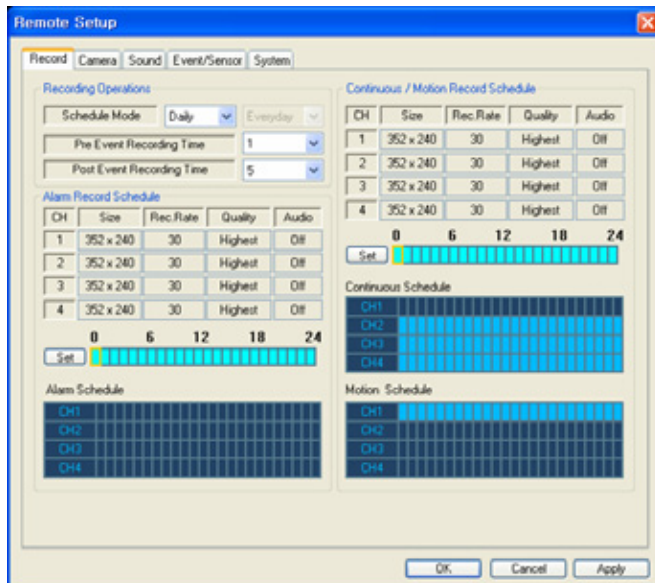 Remote Setup
Record Camera Sound Event/Sensor System
Recording Operations
Schedule Mode Daily Everyday
Pre Event Recording Time 1
Post Event Recording Time 5
Alarm Record Schedule
CH Size Rec.Rate Quality Audio
1 352 x 240 30 Highest Off
2 352 x 240 30 Highest Off
3 352 x 240 30 Highest Off
4 352 x 240 30 Highest Off
0 6 12 18 24
Set
Alarm Schedule
CH1
CH2
CH3
CH4
Continuous / Motion Record Schedule
CH Size Rec.Rate Quality Audio
1 352 x 240 30 Highest Off
2 352 x 240 30 Highest Off
3 352 x 240 30 Highest Off
4 352 x 240 30 Highest Off
0 6 12 18 24
Set
Continuous Schedule
CH1
CH2
CH3
CH4
Motion Schedule
CH1
CH2
CH3
CH4
OK Cancel Apply